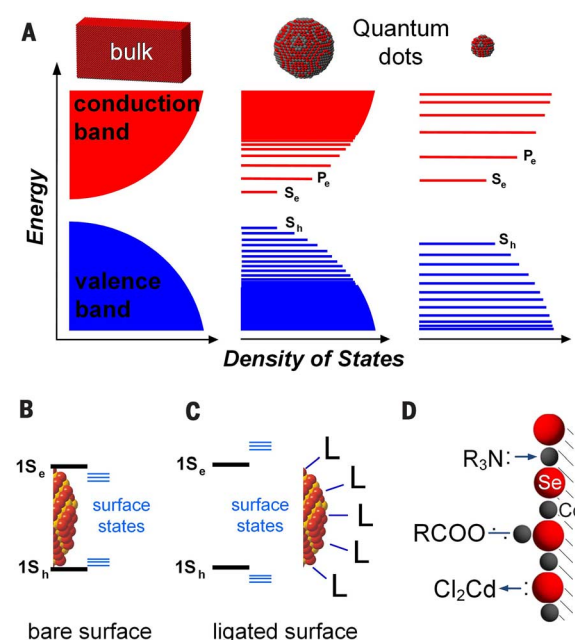 A
bulk
Quantum
dots
Energy
conduction
band
Pₑ
Sₑ
Sₕ
valence
band
Pₑ
Sₑ
Sₕ
Density of States
B
1Sₑ
surface
states
1Sₕ
bare surface
C
1Sₑ
surface
states
1Sₕ
L
L
L
L
L
ligated surface
D
R₃N:
Se
RCOO
Cl₂Cd